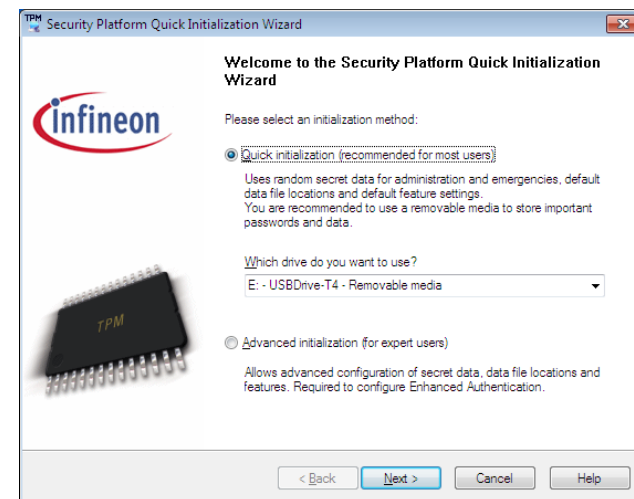 TPM
Security Platform Quick Initialization Wizard
Welcome to the Security Platform Quick Initialization
Wizard
infineon
Please select an initialization method:
Quick initialization (recommended for most users)
Uses random secret data for administration and emergencies, default
data file locations and default feature settings.
You are recommended to use a removable media to store important
passwords and data.
Which drive do you want to use?
E: - USBDrive-T4 - Removable media
TPM
Advanced initialization (for expert users)
Allows advanced configuration of secret data, data file locations and
features. Required to configure Enhanced Authentication.
< Back Next > Cancel Help